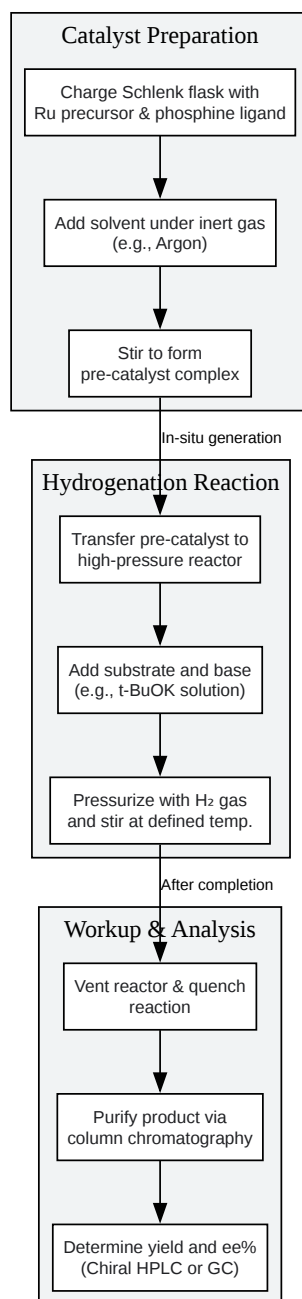 Catalyst Preparation
Charge Schlenk flask with
Ru precursor & phosphine ligand
Add solvent under inert gas
(e.g., Argon)
Stir to form
pre-catalyst complex
In-situ generation
Hydrogenation Reaction
Transfer pre-catalyst to
high-pressure reactor
Add substrate and base
(e.g., t-BuOK solution)
Pressurize with H₂ gas
and stir at defined temp.
After completion
Workup & Analysis
Vent reactor & quench
reaction
Purify product via
column chromatography
Determine yield and ee%
(Chiral HPLC or GC)